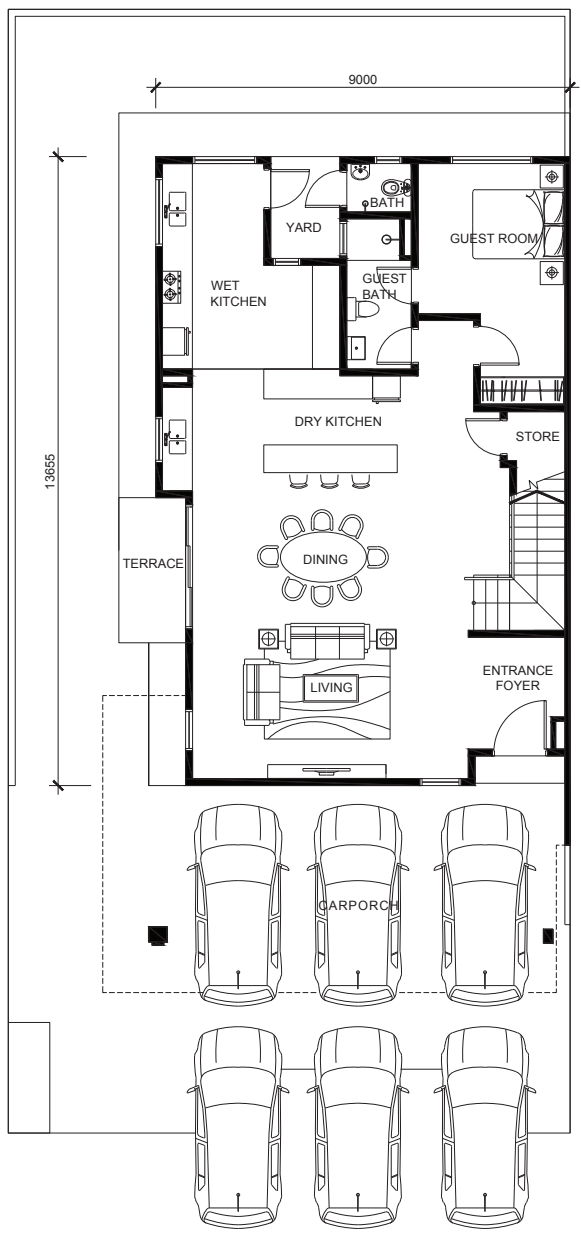 9000
BATH
YARD
GUEST ROOM
GUEST
BATH
WET
KITCHEN
DRY KITCHEN
STORE
13655
TERRACE
DINING
ENTRANCE
FOYER
LIVING
CARPORCH